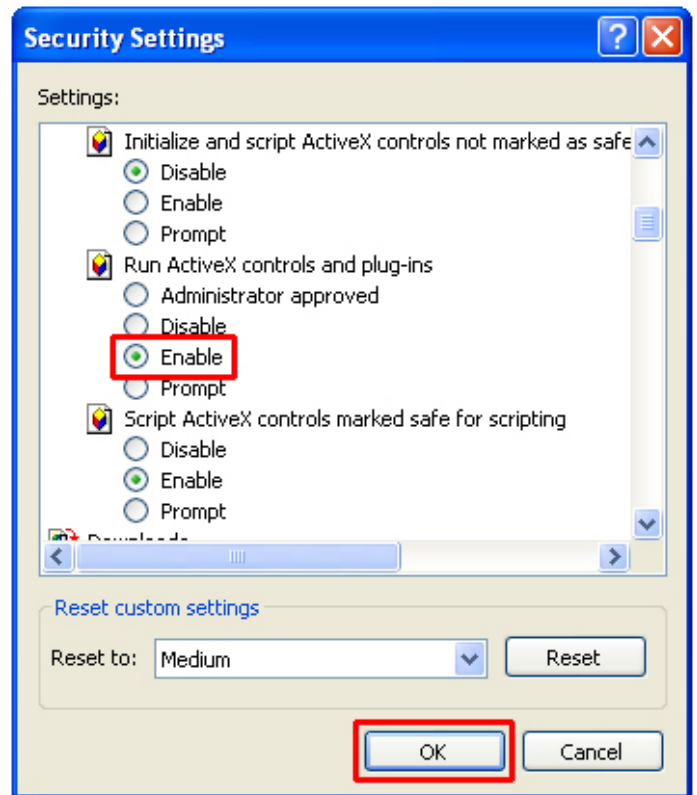 Security Settings
Settings:
Initialize and script ActiveX controls not marked as safe
Disable
Enable
Prompt
Run ActiveX controls and plug-ins
Administrator approved
Disable
Enable
Prompt
Script ActiveX controls marked safe for scripting
Disable
Enable
Prompt
Downloads
Reset custom settings
Reset to: Medium Reset
OK Cancel